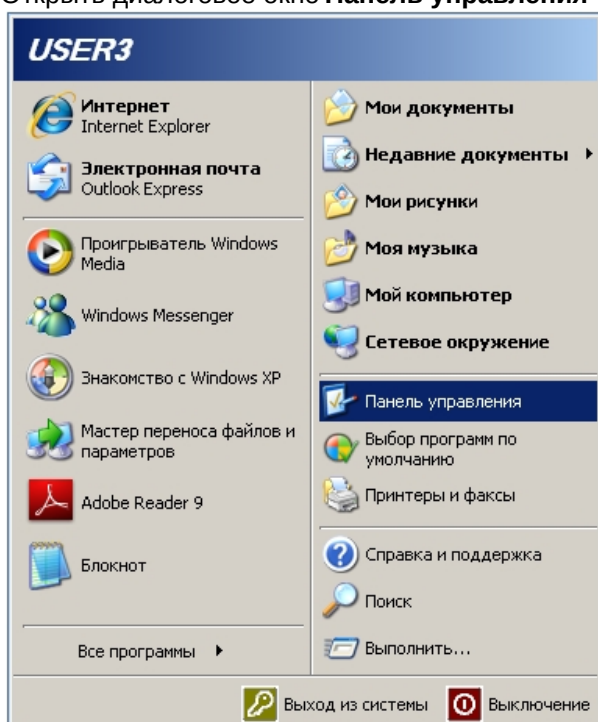 Открыть диалоговое окно Панель управления
USER3
Интернет
Internet Explorer
Электронная почта
Outlook Express
Проигрыватель Windows
Media
Windows Messenger
Знакомство с Windows XP
Мастер переноса файлов и
параметров
Adobe Reader 9
Блокнот
Все программы
Мои документы
Недавние документы
Мои рисунки
Моя музыка
Мой компьютер
Сетевое окружение
Панель управления
Выбор программ по
умолчанию
Принтеры и факсы
Справка и поддержка
Поиск
Выполнить...
Выход из системы
Выключение